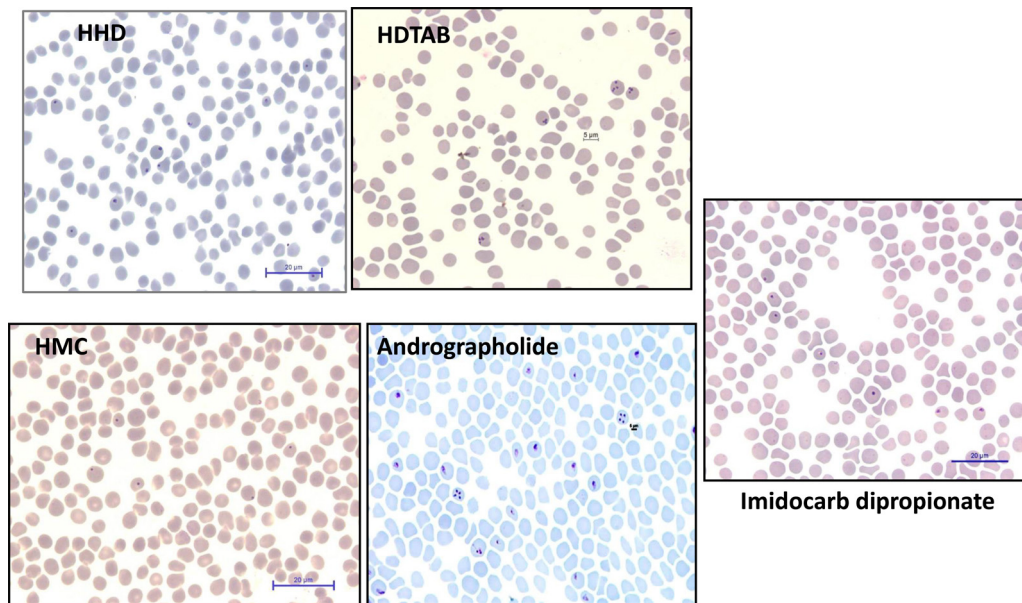 HHD
20 µm
HDTAB
5 µm
HMC
20 µm
Andrographolide
20 µm
Imidocarb dipropionate